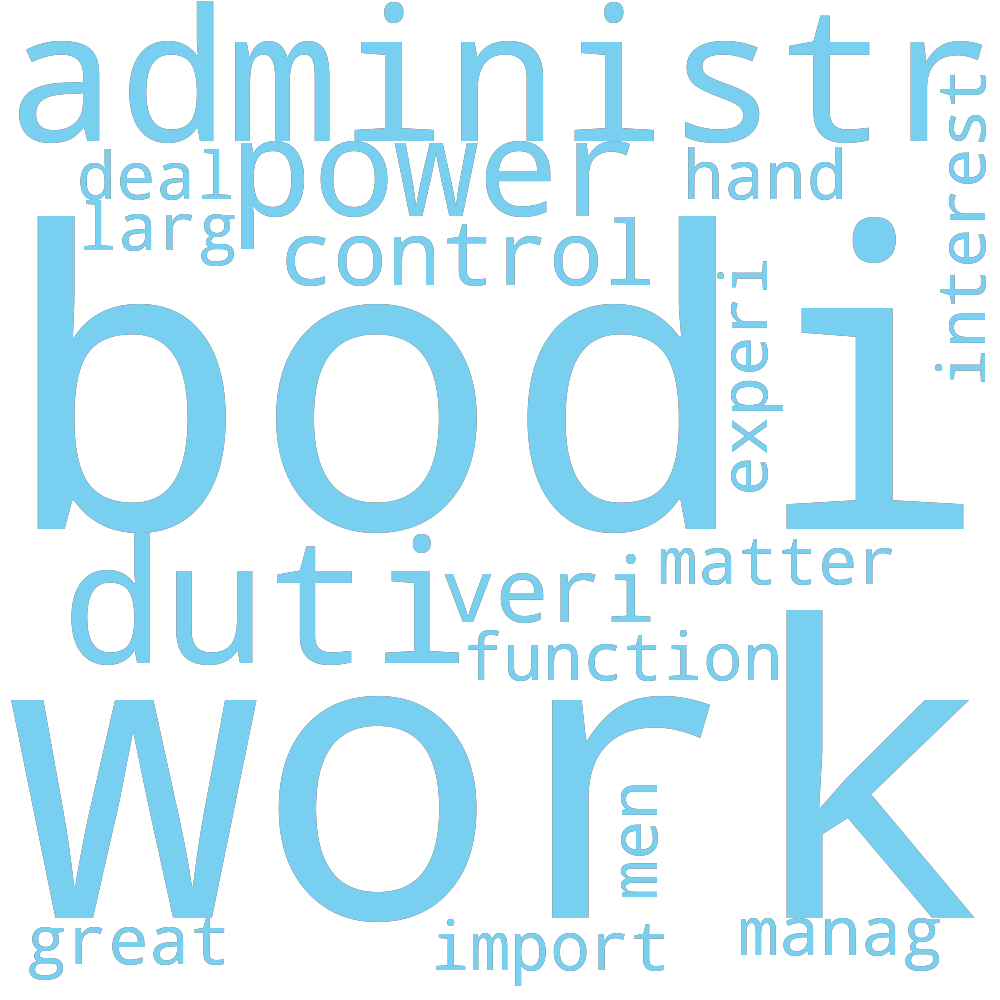 administr
power
deal
hand
larg
control
interest
bodi
experi
duti
veri
matter
function
work
men
great
import
manag